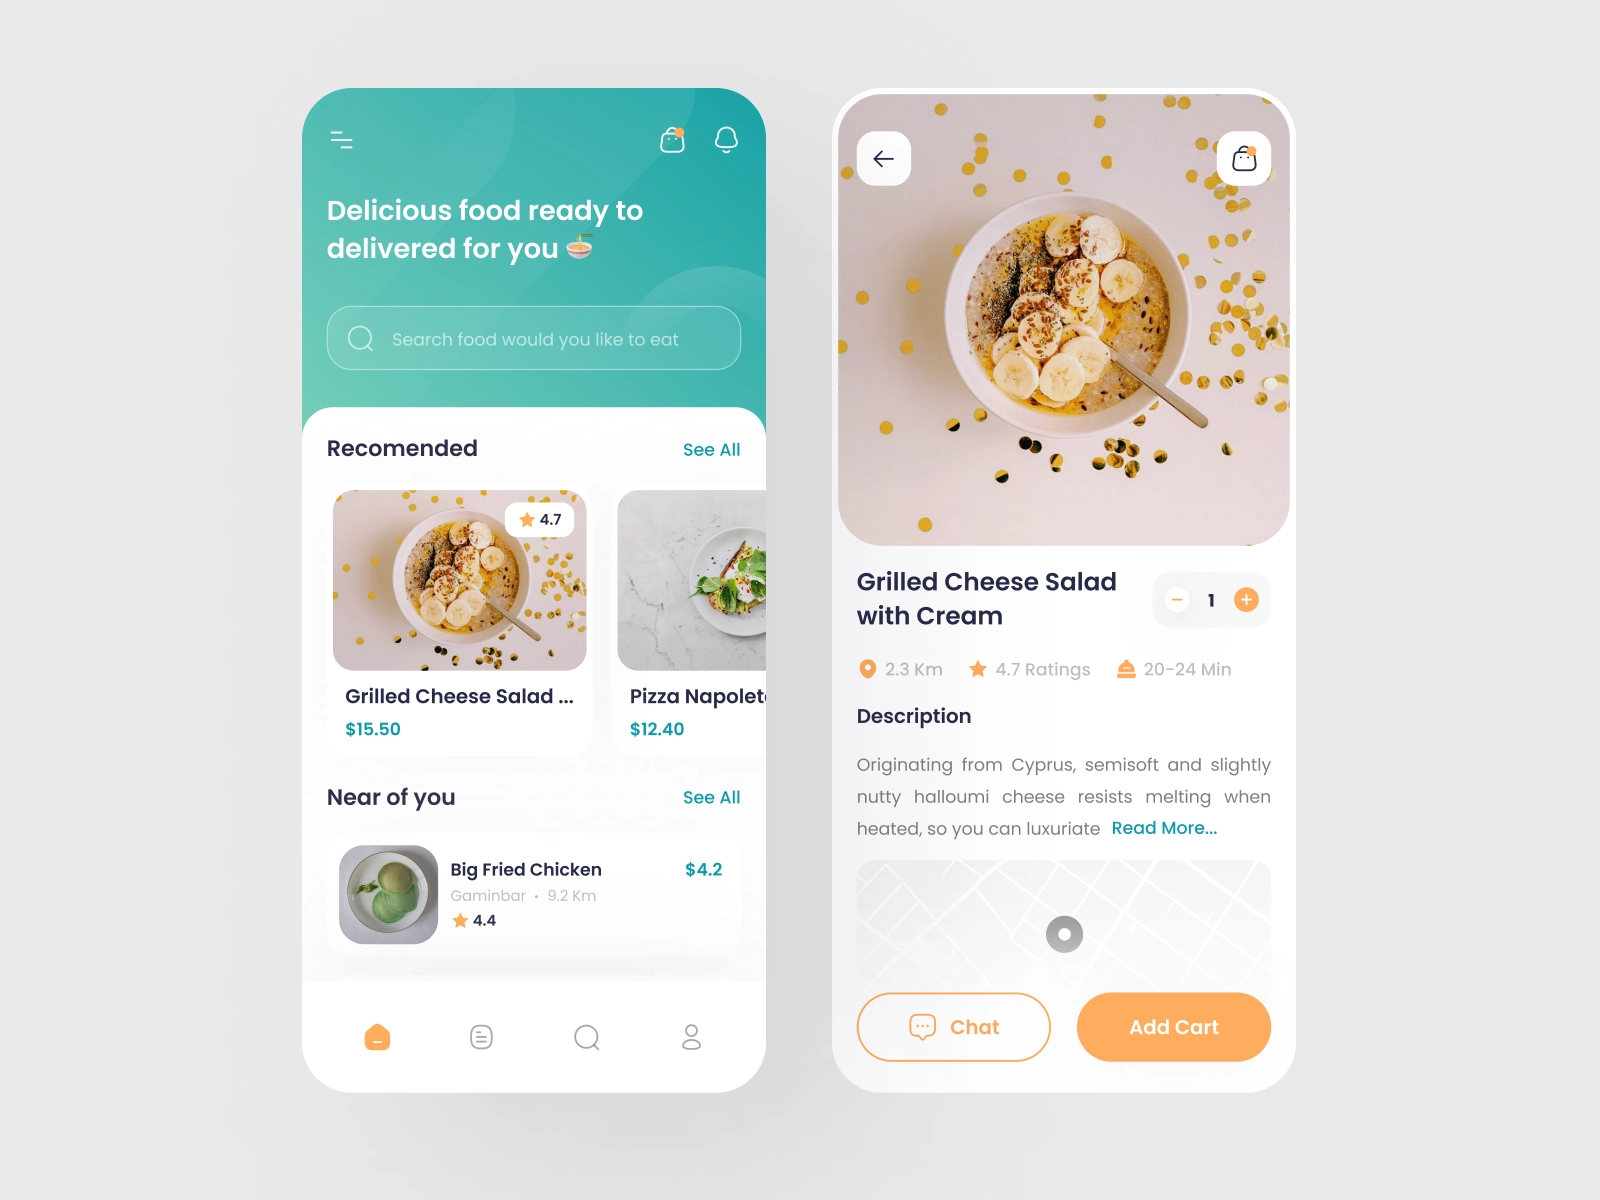 Delicious food ready to
delivered for you 🍜
Search food would you like to eat
Recomended
See All
4.7
Grilled Cheese Salad ...
$15.50
Pizza Napolet
$12.40
Near of you
See All
Big Fried Chicken
$4.2
Gaminbar • 9.2 Km
4.4
Grilled Cheese Salad
with Cream
1
2.3 Km
4.7 Ratings
20-24 Min
Description
Originating from Cyprus, semisoft and slightly
nutty halloumi cheese resists melting when
heated, so you can luxuriate Read More...
Chat
Add Cart